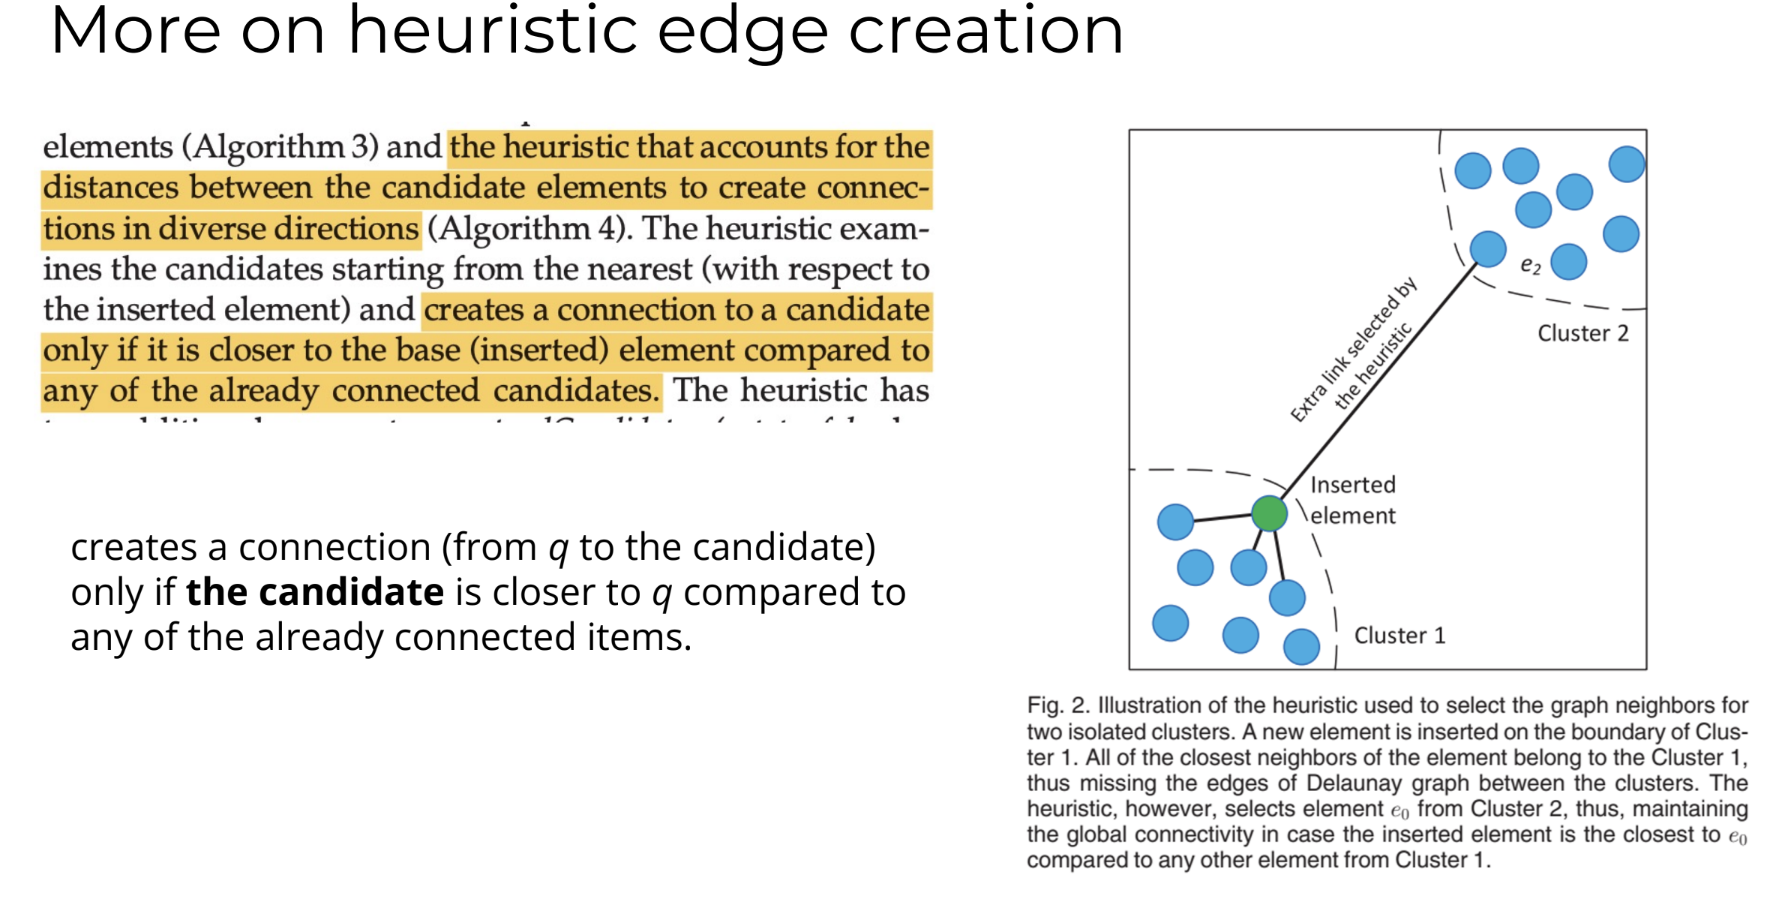 More on heuristic edge creation
elements (Algorithm 3) and the heuristic that accounts for the
distances between the candidate elements to create connec-
tions in diverse directions (Algorithm 4). The heuristic exam-
ines the candidates starting from the nearest (with respect to
the inserted element) and creates a connection to a candidate
only if it is closer to the base (inserted) element compared to
any of the already connected candidates. The heuristic has
creates a connection (from q to the candidate)
only if the candidate is closer to q compared to
any of the already connected items.
e2
Cluster 2
Extra link selected by
the heuristic
Inserted
element
Cluster 1
Fig. 2. Illustration of the heuristic used to select the graph neighbors for
two isolated clusters. A new element is inserted on the boundary of Clus-
ter 1. All of the closest neighbors of the element belong to the Cluster 1,
thus missing the edges of Delaunay graph between the clusters. The
heuristic, however, selects element e0 from Cluster 2, thus, maintaining
the global connectivity in case the inserted element is the closest to e0
compared to any other element from Cluster 1.